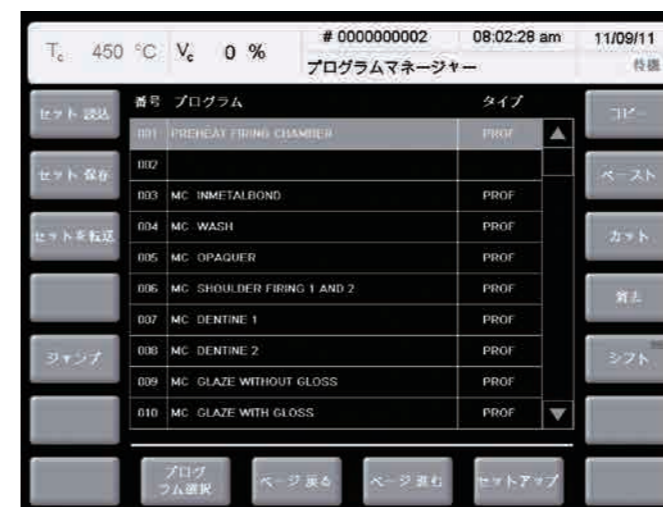 Tc 450 °C Vc 0 % # 0000000002 08:02:28 am 11/09/11
プログラムマネージャー 待機
セット 読込
セット 保存
セットを転送
ジャンプ
番号 プログラム タイプ
001 PREHEAT FIRING CHAMBER PROF
002
003 MC INMETALBOND PROF
004 MC WASH PROF
005 MC OPAQUER PROF
006 MC SHOULDER FIRING 1 AND 2 PROF
007 MC DENTINE 1 PROF
008 MC DENTINE 2 PROF
009 MC GLAZE WITHOUT GLOSS PROF
010 MC GLAZE WITH GLOSS PROF
コピー
ペースト
カット
消去
シフト
プログ
ラム選択
ページ 戻る
ページ 進む
セットアップ